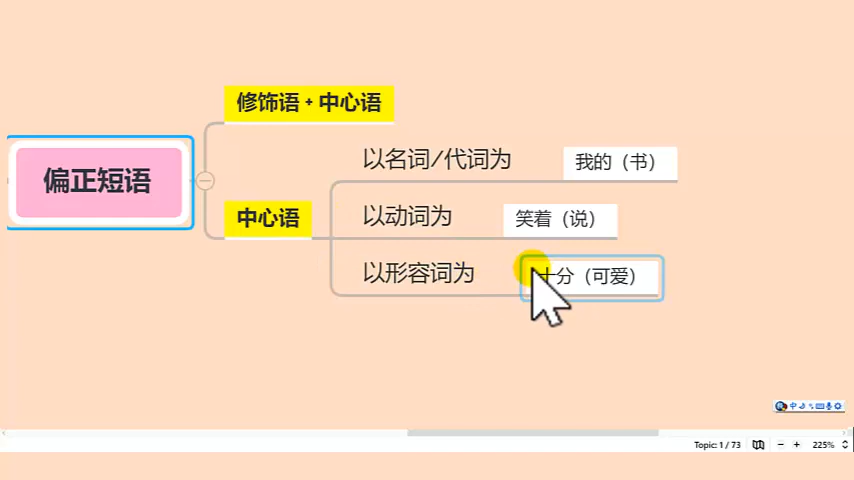 修饰语 + 中心语
偏正短语
中心语
以名词/代词为
我的（书）
以动词为
笑着（说）
以形容词为
十分（可爱）
中
Topic: 1 / 73
225%